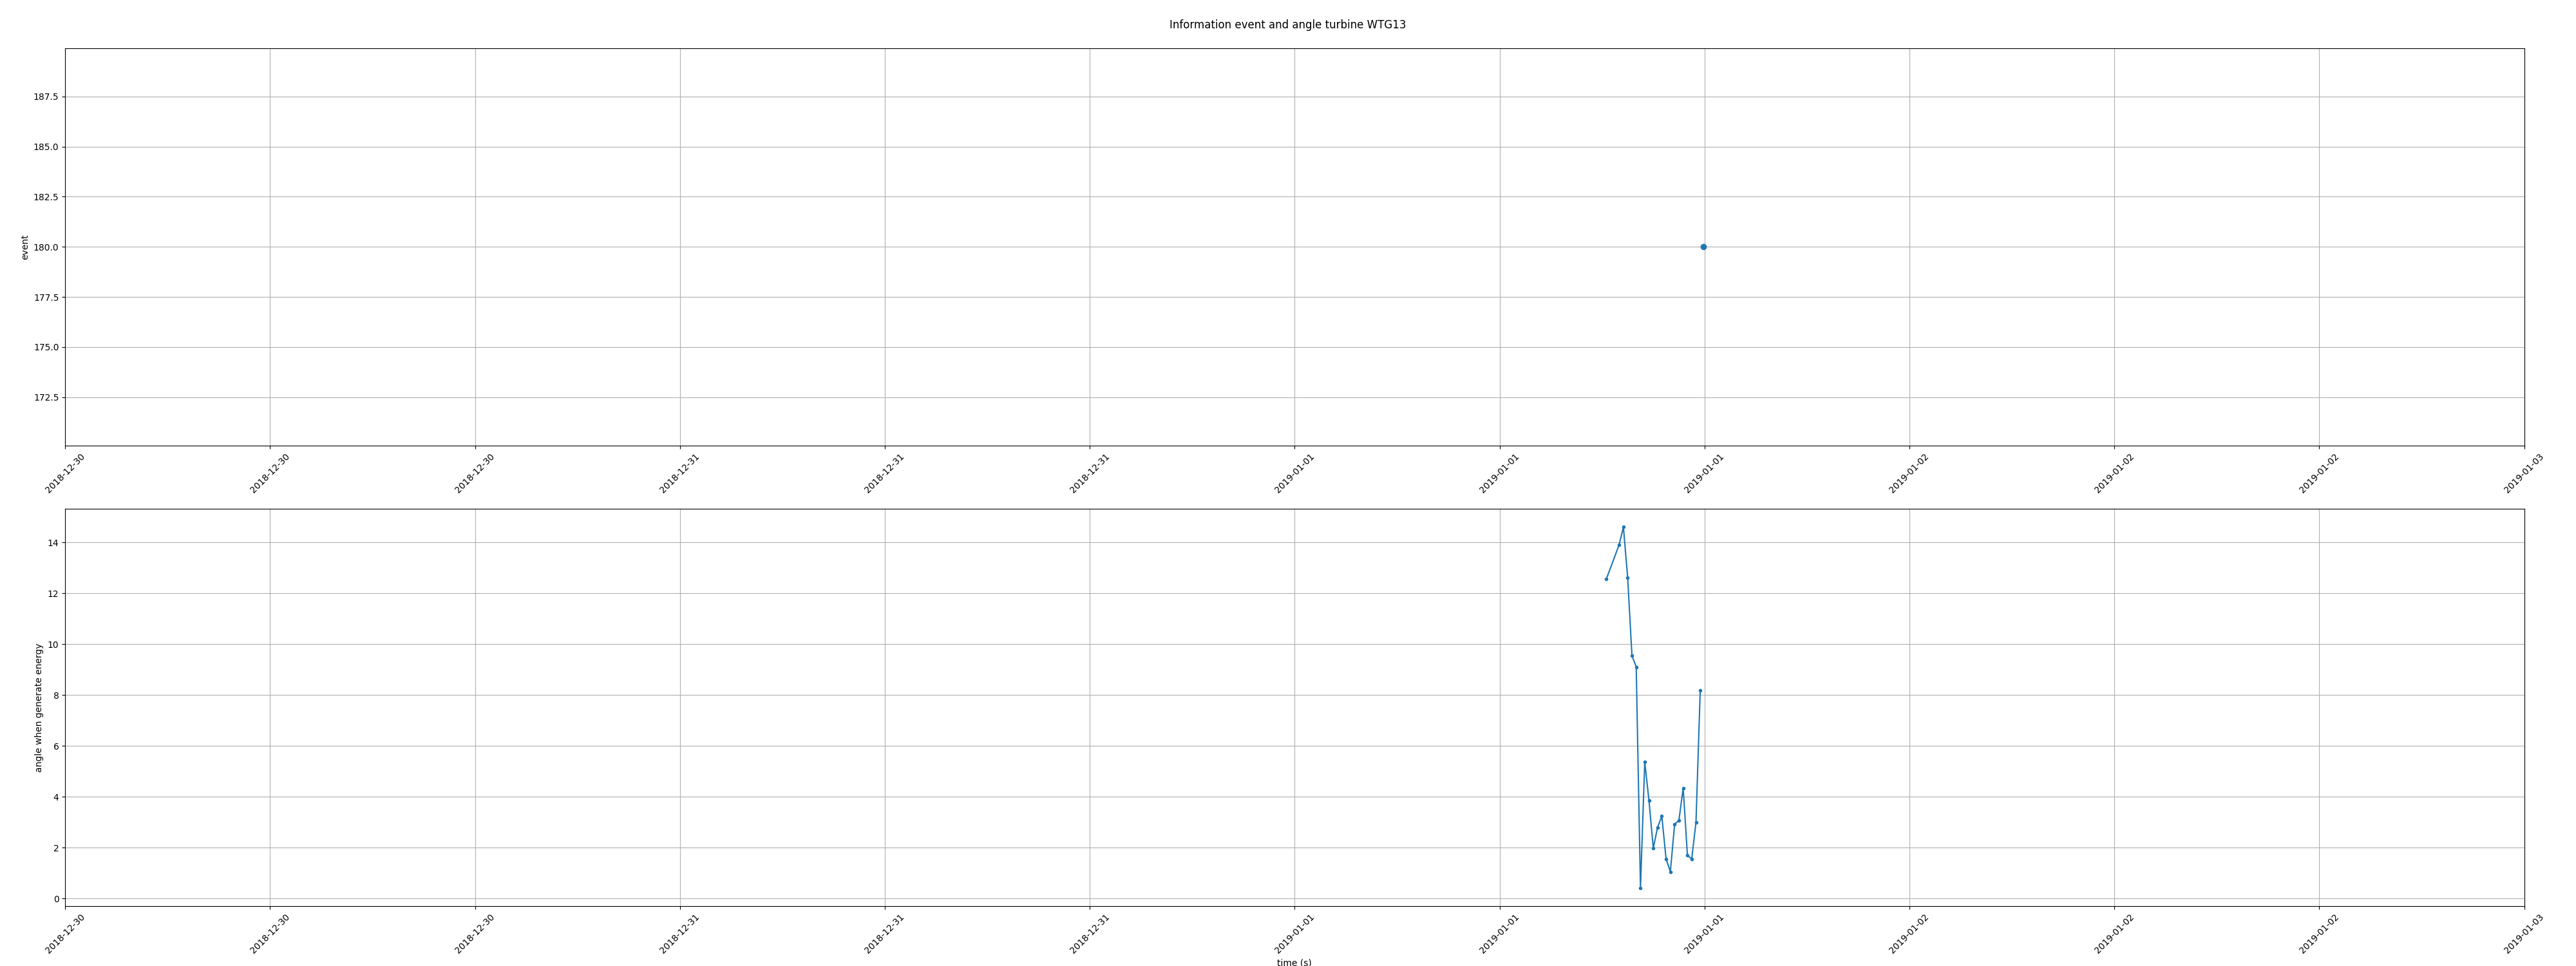 Information event and angle turbine WTG13
187.5
185.0
182.5
180.0
177.5
175.0
172.5
event
2018-12-30 2018-12-30 2018-12-30 2018-12-31 2018-12-31 2018-12-31 2019-01-01 2019-01-01 2019-01-01 2019-01-02 2019-01-02 2019-01-02 2019-01-03
14
12
10
8
6
4
2
0
angle when generate energy
2018-12-30 2018-12-30 2018-12-30 2018-12-31 2018-12-31 2018-12-31 2019-01-01 2019-01-01 2019-01-01 2019-01-02 2019-01-02 2019-01-02 2019-01-03
time (s)